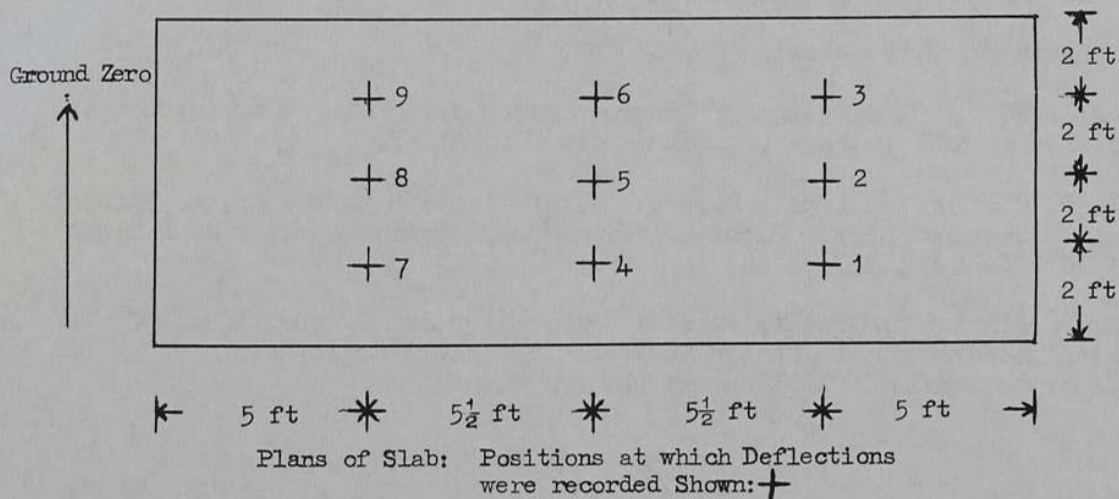 2 ft
Ground Zero
9 6 3
2 ft
8 5 2
2 ft
7 4 1
2 ft
5 ft 5½ ft 5½ ft 5 ft
Plans of Slab: Positions at which Deflections
were recorded Shown: